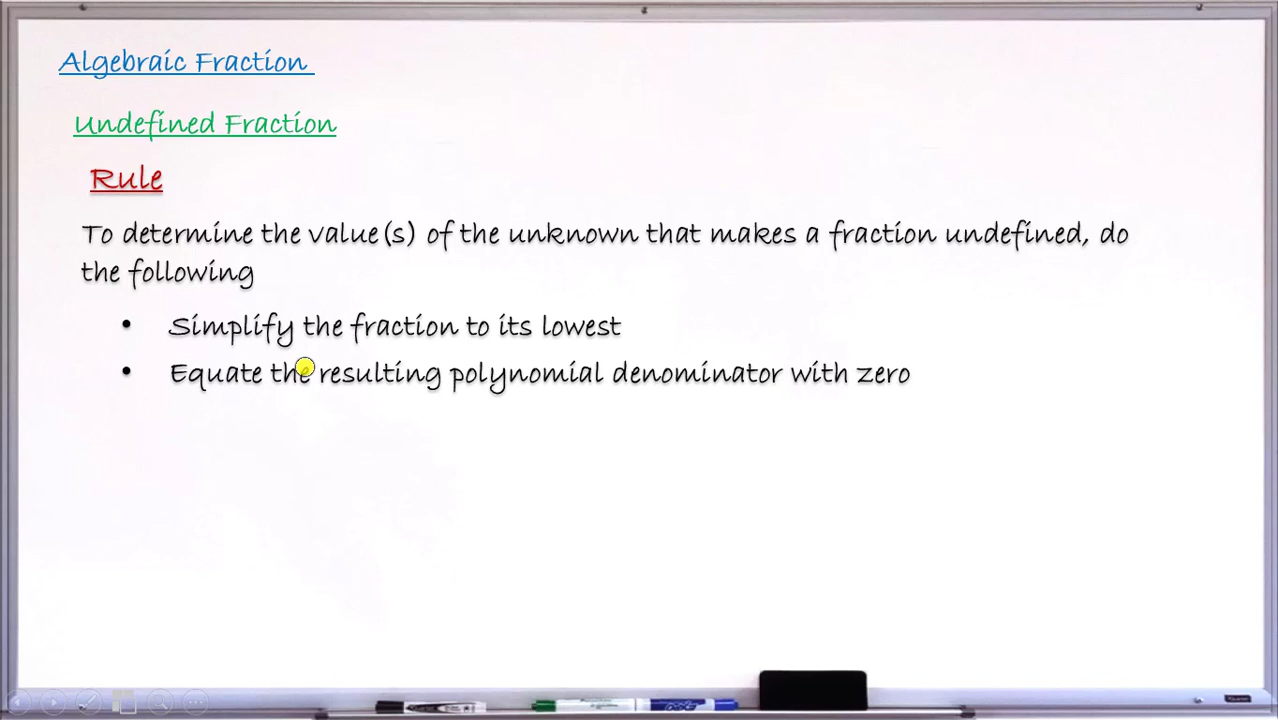 Algebraic Fraction
Undefined Fraction
Rule
To determine the value(s) of the unknown that makes a fraction undefined, do
the following
• Simplify the fraction to its lowest
• Equate the resulting polynomial denominator with zero